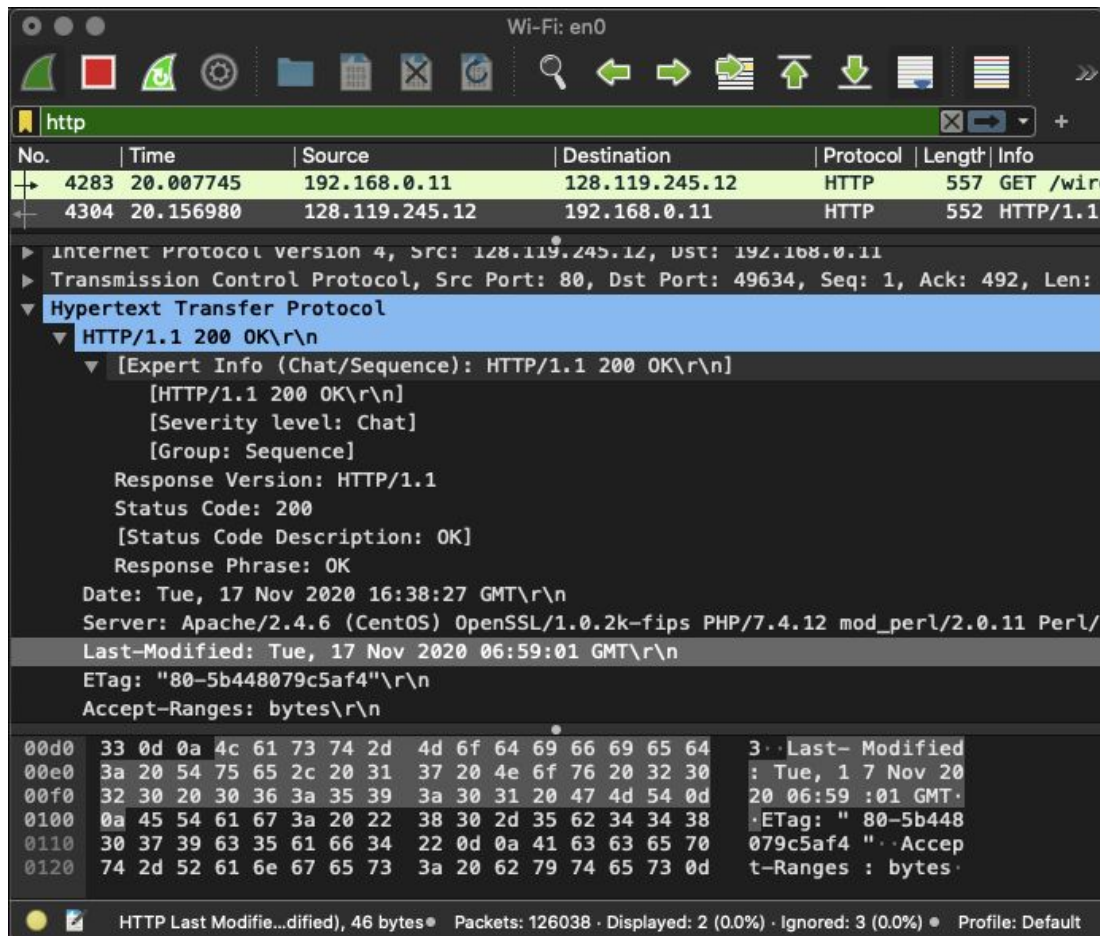 Wi-Fi: en0
http
+
No. Time Source Destination Protocol Length Info
4283 20.007745 192.168.0.11 128.119.245.12 HTTP 557 GET /wir
4304 20.156980 128.119.245.12 192.168.0.11 HTTP 552 HTTP/1.1
Internet Protocol Version 4, Src: 128.119.245.12, Dst: 192.168.0.11
Transmission Control Protocol, Src Port: 80, Dst Port: 49634, Seq: 1, Ack: 492, Len:
Hypertext Transfer Protocol
HTTP/1.1 200 OK\r\n
[Expert Info (Chat/Sequence): HTTP/1.1 200 OK\r\n]
[HTTP/1.1 200 OK\r\n]
[Severity level: Chat]
[Group: Sequence]
Response Version: HTTP/1.1
Status Code: 200
[Status Code Description: OK]
Response Phrase: OK
Date: Tue, 17 Nov 2020 16:38:27 GMT\r\n
Server: Apache/2.4.6 (CentOS) OpenSSL/1.0.2k-fips PHP/7.4.12 mod_perl/2.0.11 Perl/
Last-Modified: Tue, 17 Nov 2020 06:59:01 GMT\r\n
ETag: "80-5b448079c5af4"\r\n
Accept-Ranges: bytes\r\n
00d0 33 0d 0a 4c 61 73 74 2d 4d 6f 64 69 66 69 65 64 3··Last- Modified
00e0 3a 20 54 75 65 2c 20 31 37 20 4e 6f 76 20 32 30 : Tue, 1 7 Nov 20
00f0 32 30 20 30 36 3a 35 39 3a 30 31 20 47 4d 54 0d 20 06:59 :01 GMT·
0100 0a 45 54 61 67 3a 20 22 38 30 2d 35 62 34 34 38 ·ETag: " 80-5b448
0110 30 37 39 63 35 61 66 34 22 0d 0a 41 63 63 65 70 079c5af4 "··Accep
0120 74 2d 52 61 6e 67 65 73 3a 20 62 79 74 65 73 0d t-Ranges : bytes·
HTTP Last Modifie...dified), 46 bytes Packets: 126038 · Displayed: 2 (0.0%) · Ignored: 3 (0.0%) Profile: Default